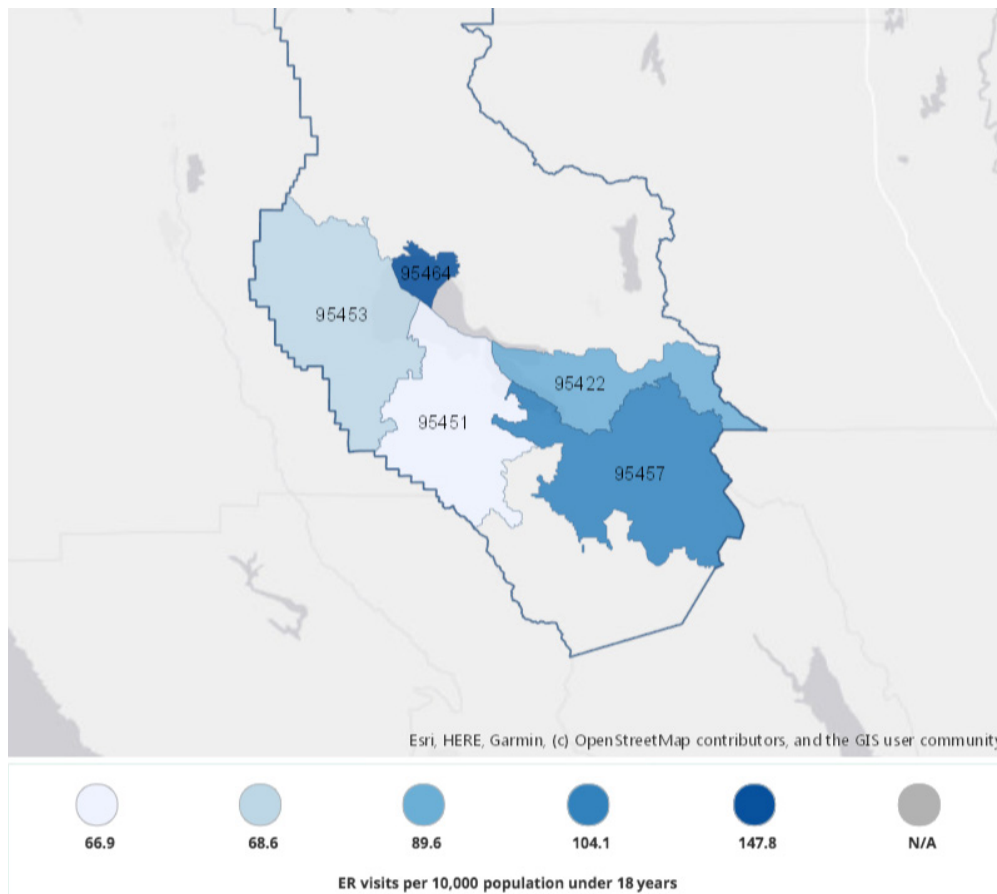 95464
95453
95422
95451
95457
Esri, HERE, Garmin, (c) OpenStreetMap contributors, and the GIS user community
66.9 68.6 89.6 104.1 147.8 N/A
ER visits per 10,000 population under 18 years